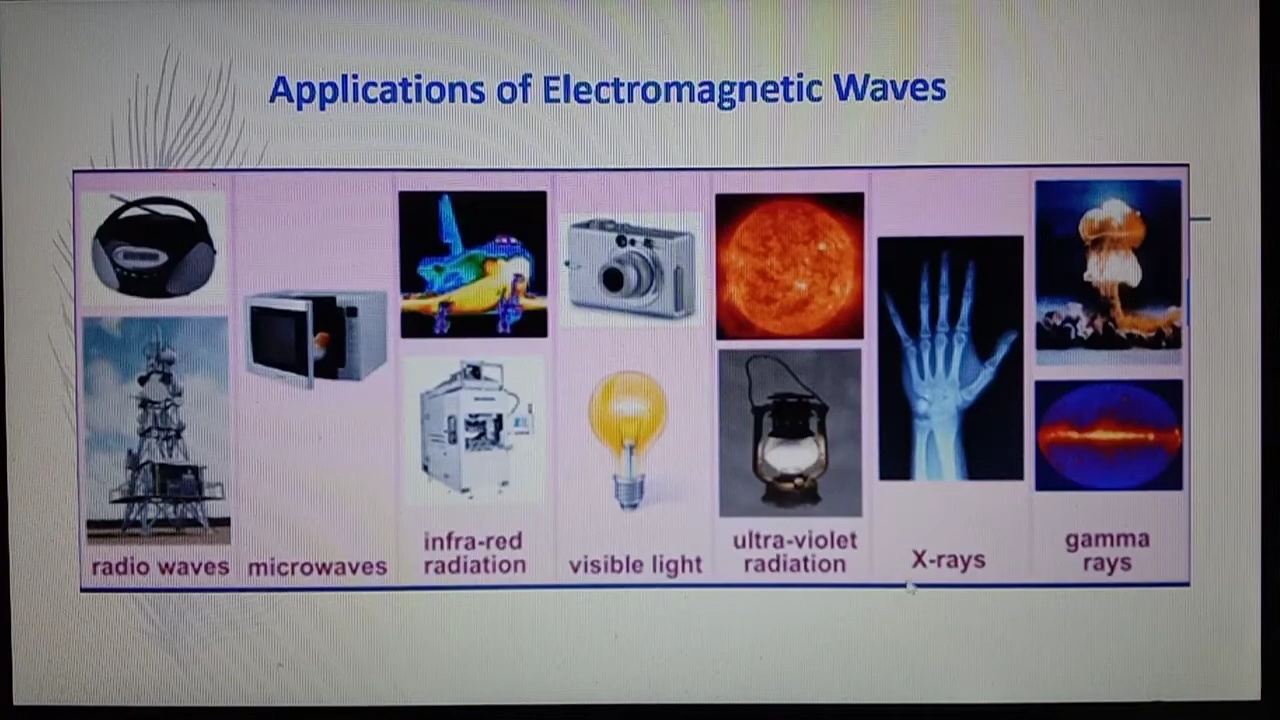 Applications of Electromagnetic Waves
radio waves
microwaves
infra-red
radiation
visible light
ultra-violet
radiation
X-rays
gamma
rays